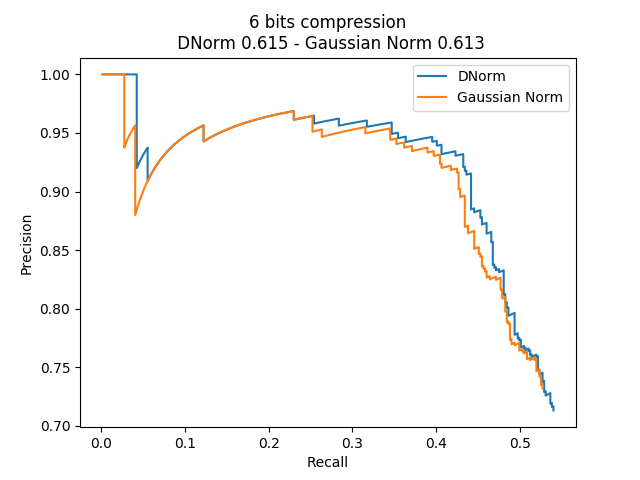 6 bits compression
DNorm 0.615 - Gaussian Norm 0.613
DNorm
Gaussian Norm
1.00
0.95
0.90
0.85
0.80
0.75
0.70
Precision
0.0 0.1 0.2 0.3 0.4 0.5
Recall